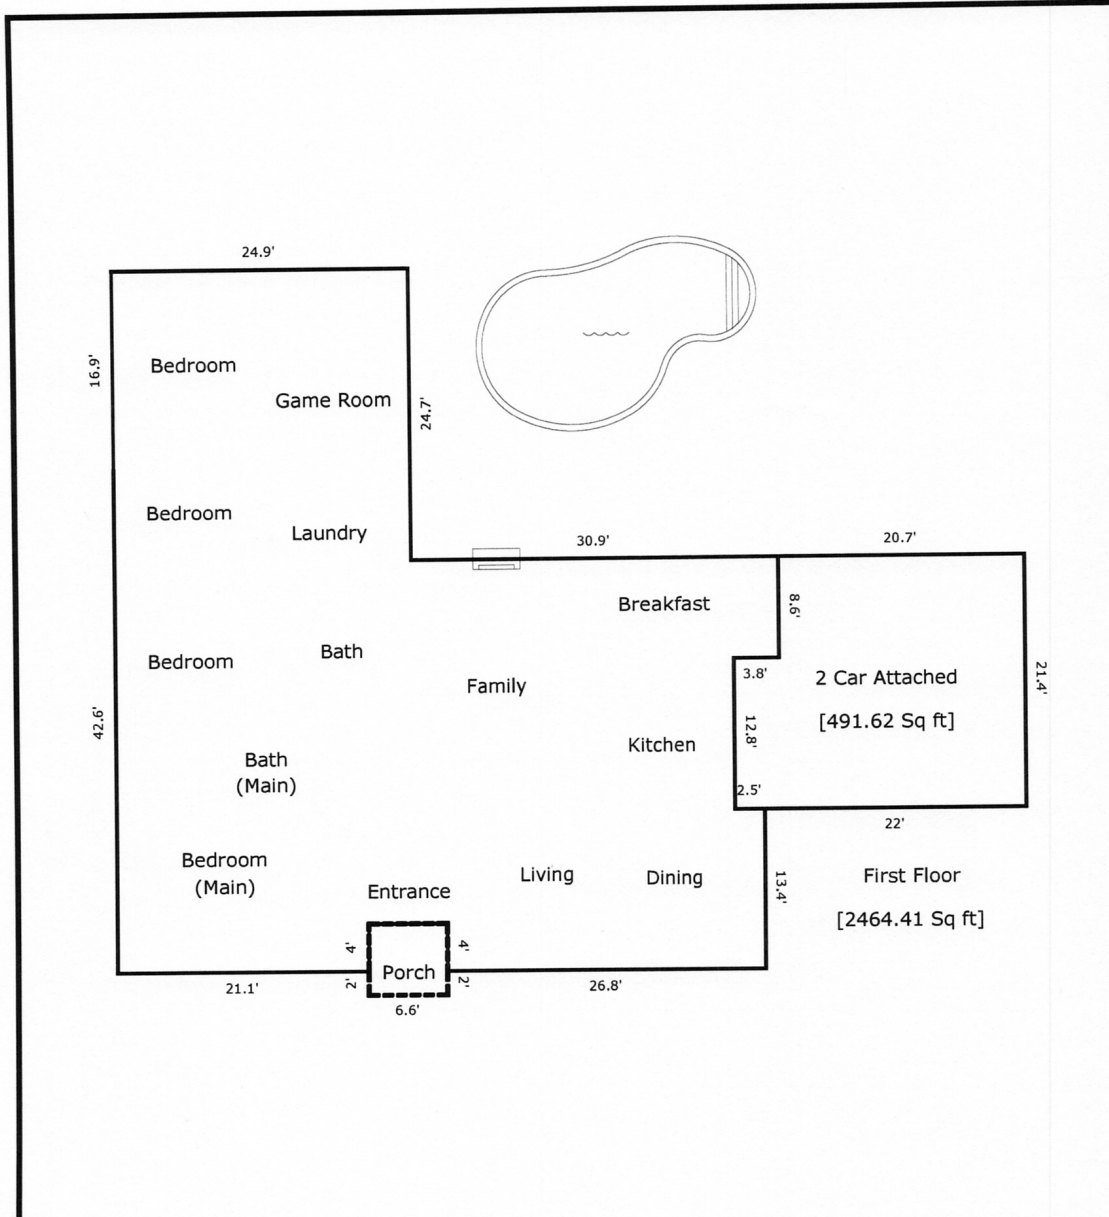 24.9'
16.9'
Bedroom
Game Room
24.7'
Bedroom
Laundry
30.9'
20.7'
Breakfast
8.6'
Bedroom
Bath
Family
3.8'
2 Car Attached
21.4'
42.6'
12.8'
[491.62 Sq ft]
Kitchen
Bath
(Main)
2.5'
22'
Bedroom
(Main)
Entrance
Living
Dining
13.4'
First Floor
[2464.41 Sq ft]
4'
4'
Porch
2'
2'
21.1'
26.8'
6.6'